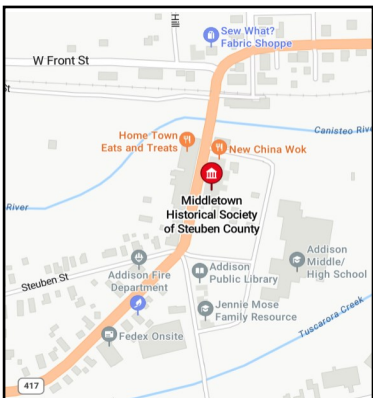 Hill
Sew What?
Fabric Shoppe
W Front St
St
Canisteo Riv
Home Town
Eats and Treats
New China Wok
River
Middletown
Historical Society
of Steuben County
Addison
Middle/
High School
Steuben St
Addison Fire
Department
Addison
Public Library
Jennie Mose
Family Resource
Tuscarora Creek
Fedex Onsite
417